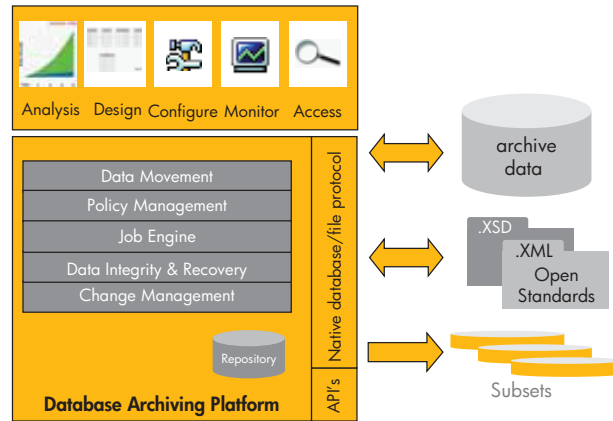 Analysis Design Configure Monitor Access
Data Movement
Policy Management
Job Engine
Data Integrity & Recovery
Change Management
Repository
Database Archiving Platform
Native database/file protocol
API's
archive
data
.XSD
.XML
Open
Standards
Subsets